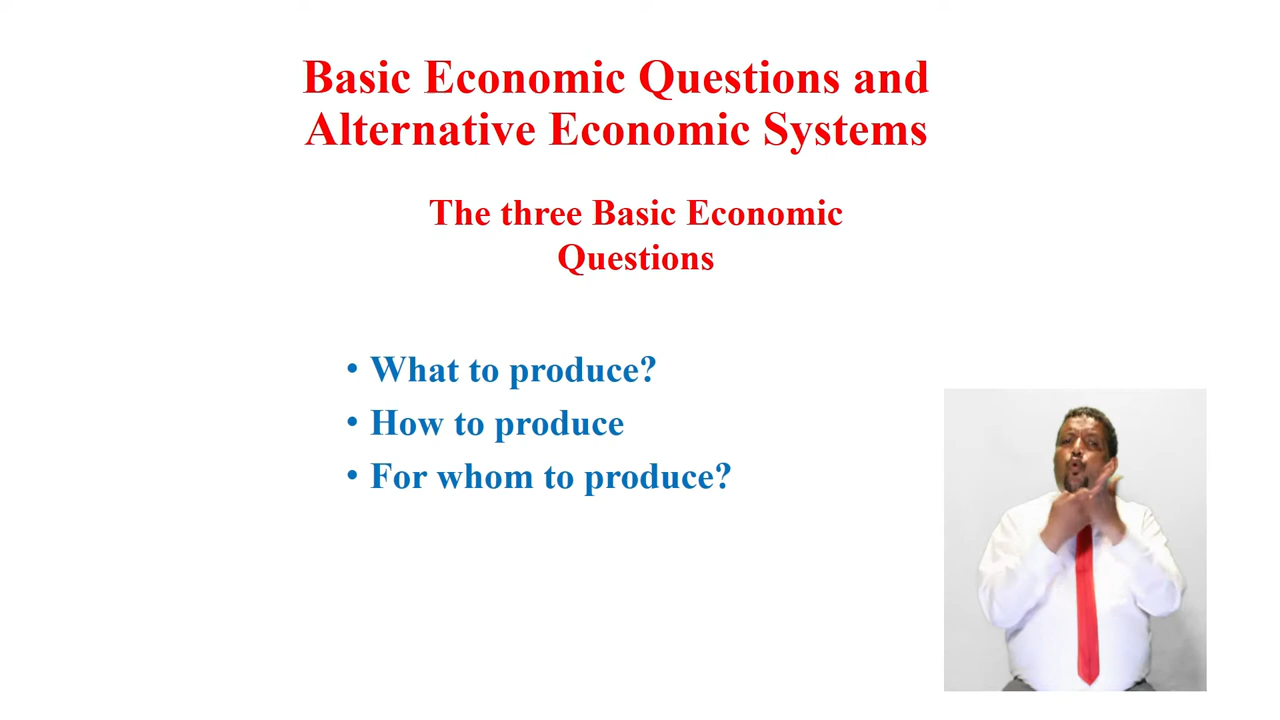 Basic Economic Questions and
Alternative Economic Systems
The three Basic Economic
Questions
• What to produce?
• How to produce
• For whom to produce?